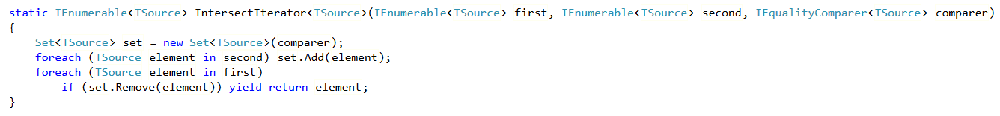 static IEnumerable<TSource> IntersectIterator<TSource>(IEnumerable<TSource> first, IEnumerable<TSource> second, IEqualityComparer<TSource> comparer)
{
    Set<TSource> set = new Set<TSource>(comparer);
    foreach (TSource element in second) set.Add(element);
    foreach (TSource element in first)
        if (set.Remove(element)) yield return element;
}